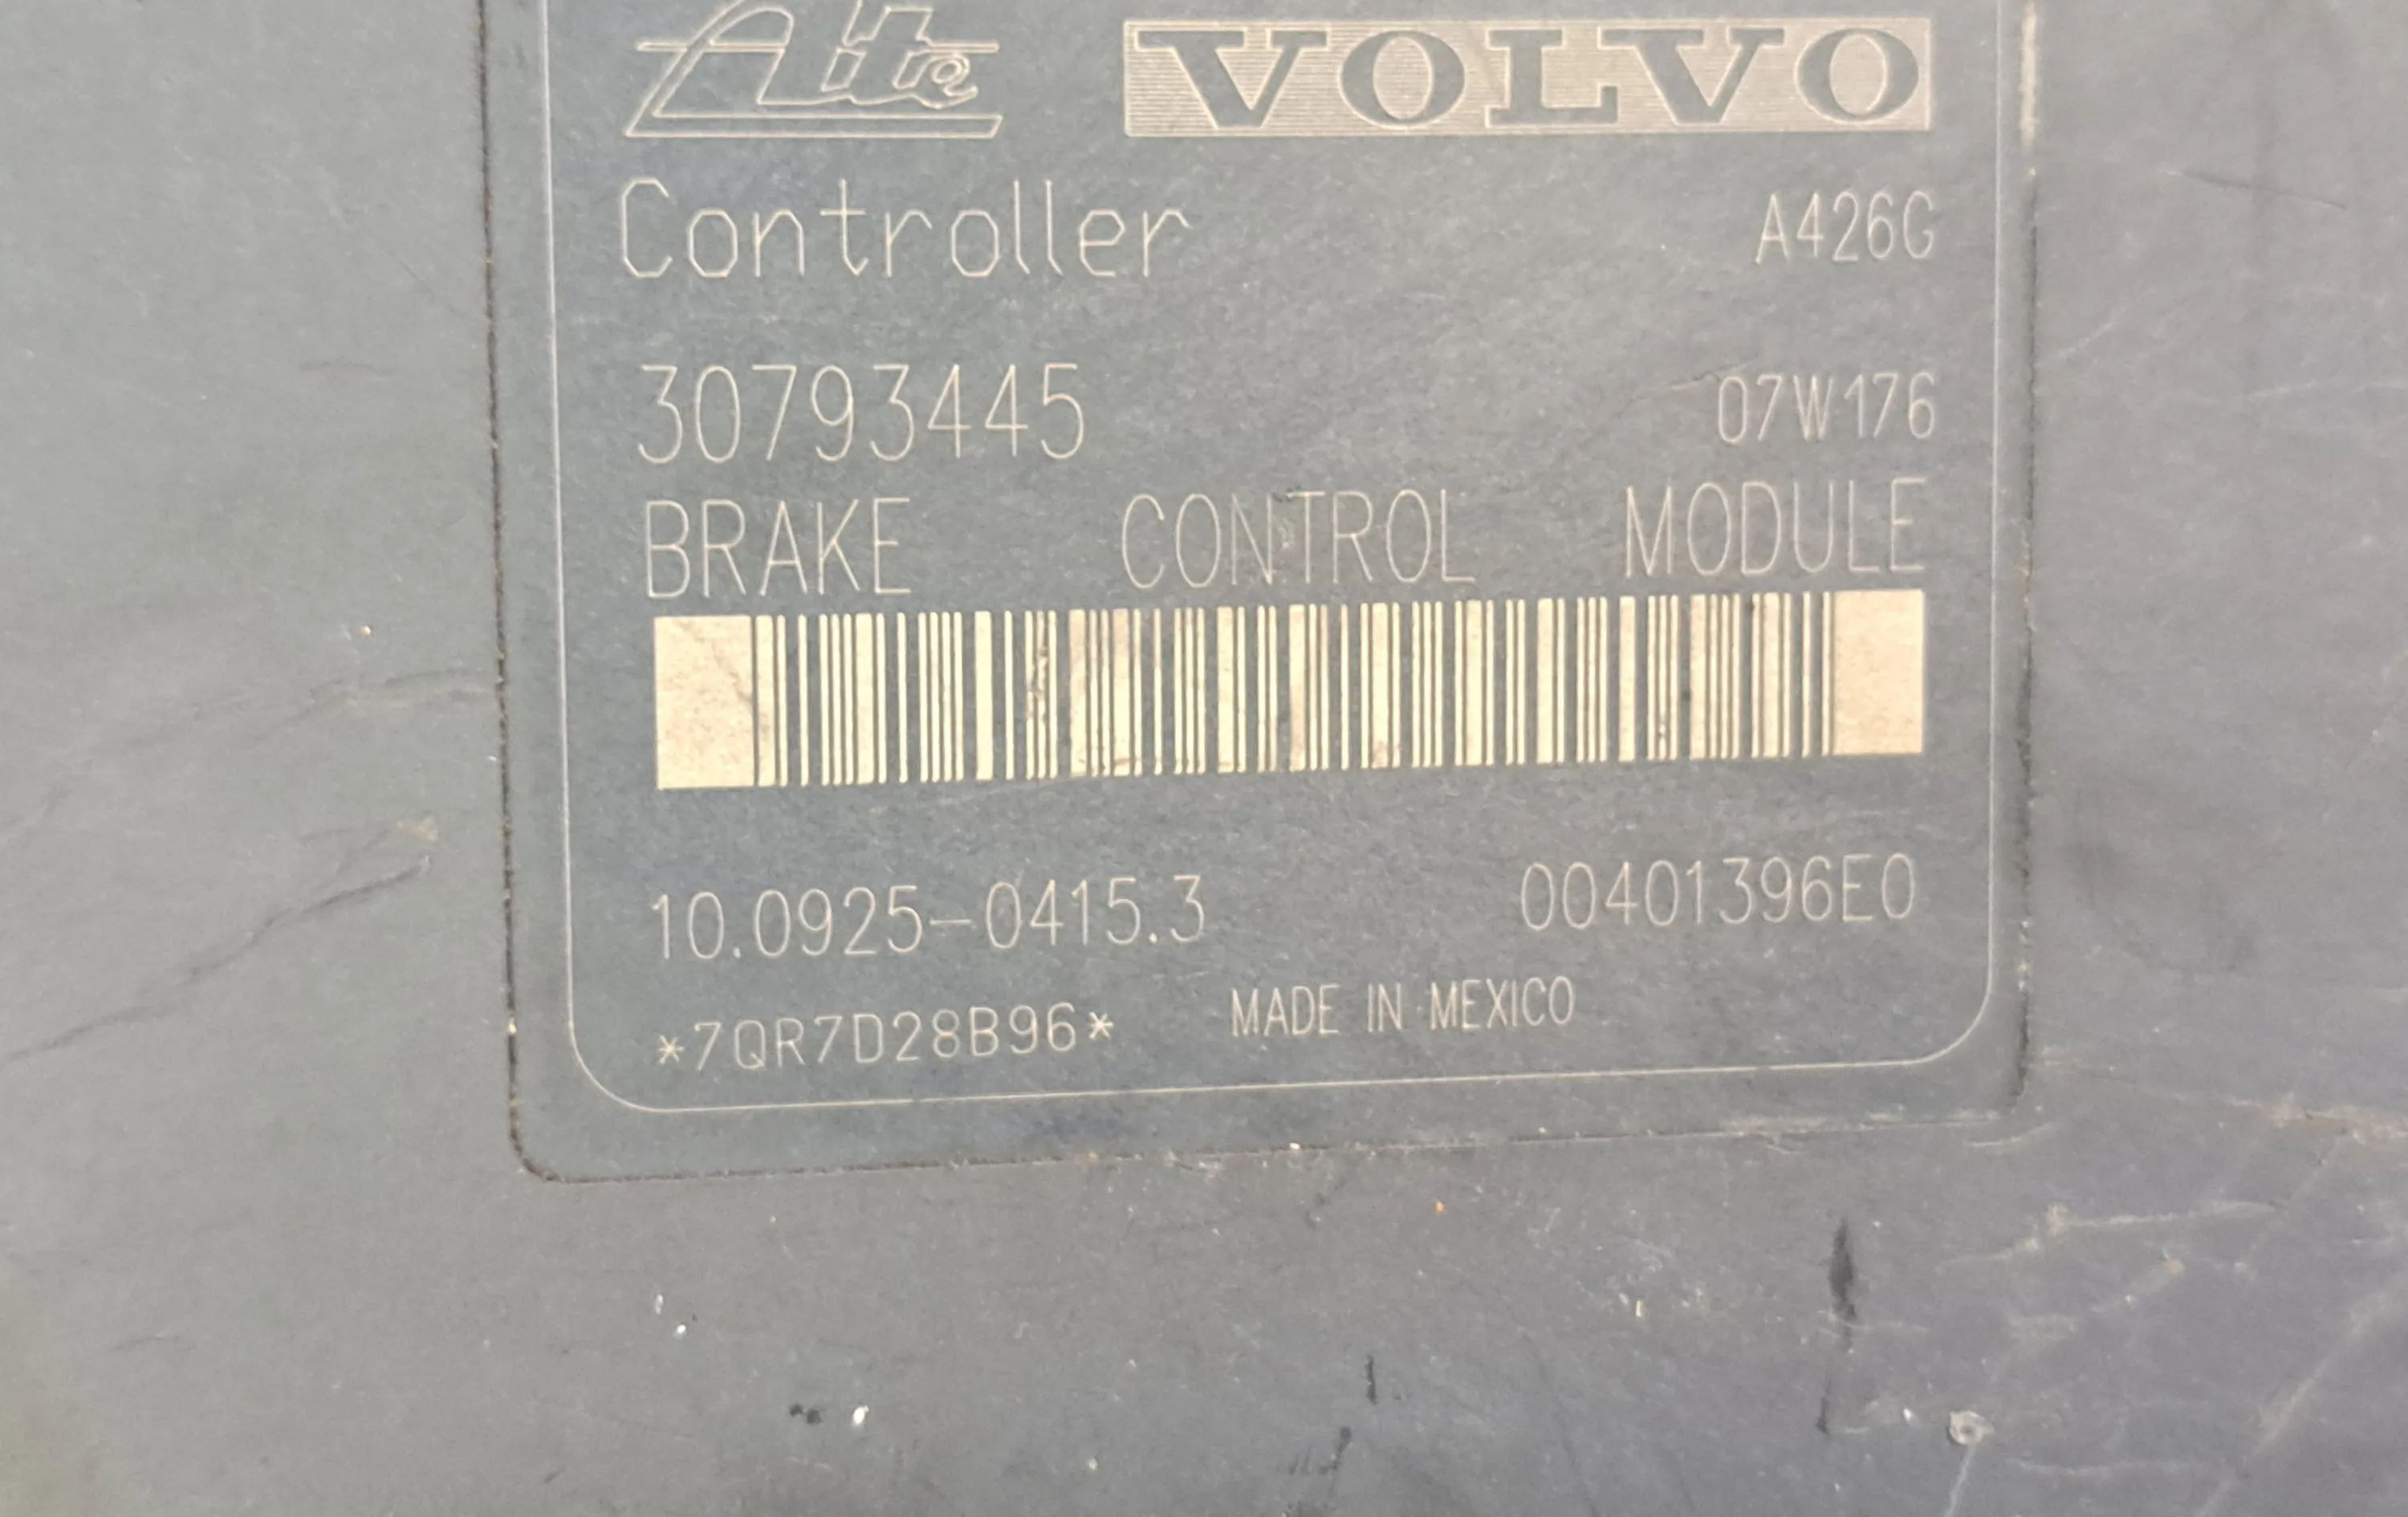 Ate VOLVO
Controller A426G
30793445 07W176
BRAKE CONTROL MODULE
10.0925-0415.3 00401396E0
*7QR7D28B96* MADE IN MEXICO